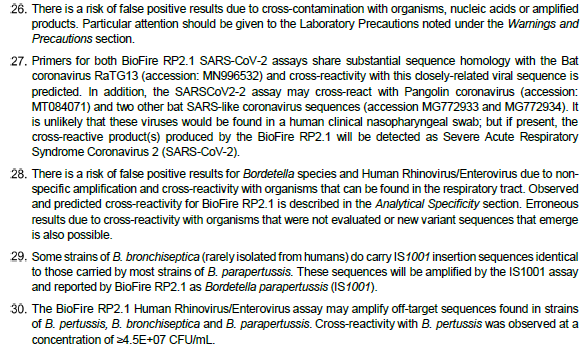 26. There is a risk of false positive results due to cross-contamination with organisms, nucleic acids or amplified
products. Particular attention should be given to the Laboratory Precautions noted under the Warnings and
Precautions section.
27. Primers for both BioFire RP2.1 SARS-CoV-2 assays share substantial sequence homology with the Bat
coronavirus RaTG13 (accession: MN996532) and cross-reactivity with this closely-related viral sequence is
predicted. In addition, the SARSCoV2-2 assay may cross-react with Pangolin coronavirus (accession:
MT084071) and two other bat SARS-like coronavirus sequences (accession MG772933 and MG772934). It
is unlikely that these viruses would be found in a human clinical nasopharyngeal swab; but if present, the
cross-reactive product(s) produced by the BioFire RP2.1 will be detected as Severe Acute Respiratory
Syndrome Coronavirus 2 (SARS-CoV-2).
28. There is a risk of false positive results for Bordetella species and Human Rhinovirus/Enterovirus due to non-
specific amplification and cross-reactivity with organisms that can be found in the respiratory tract. Observed
and predicted cross-reactivity for BioFire RP2.1 is described in the Analytical Specificity section. Erroneous
results due to cross-reactivity with organisms that were not evaluated or new variant sequences that emerge
is also possible.
29. Some strains of B. bronchiseptica (rarely isolated from humans) do carry IS1001 insertion sequences identical
to those carried by most strains of B. parapertussis. These sequences will be amplified by the IS1001 assay
and reported by BioFire RP2.1 as Bordetella parapertussis (IS1001).
30. The BioFire RP2.1 Human Rhinovirus/Enterovirus assay may amplify off-target sequences found in strains
of B. pertussis, B. bronchiseptica and B. parapertussis. Cross-reactivity with B. pertussis was observed at a
concentration of ≥4.5E+07 CFU/mL.